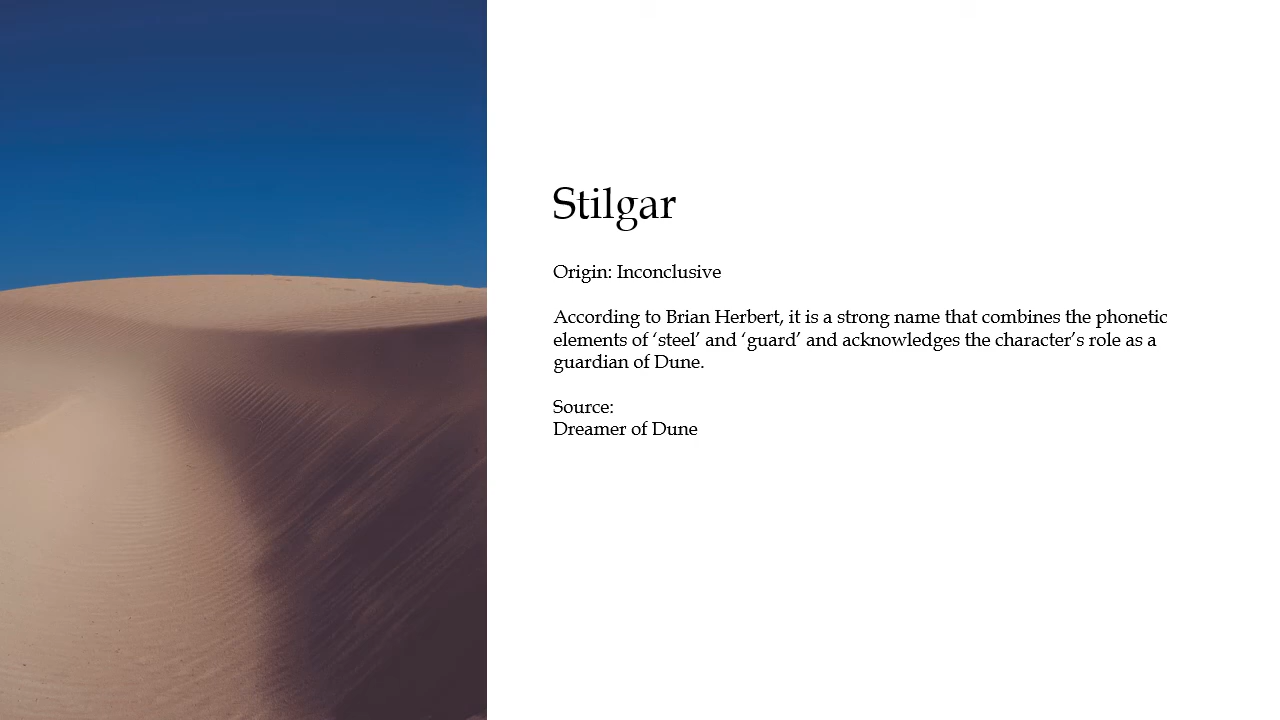 Stilgar
Origin: Inconclusive
According to Brian Herbert, it is a strong name that combines the phonetic
elements of ‘steel’ and ‘guard’ and acknowledges the character’s role as a
guardian of Dune.
Source:
Dreamer of Dune